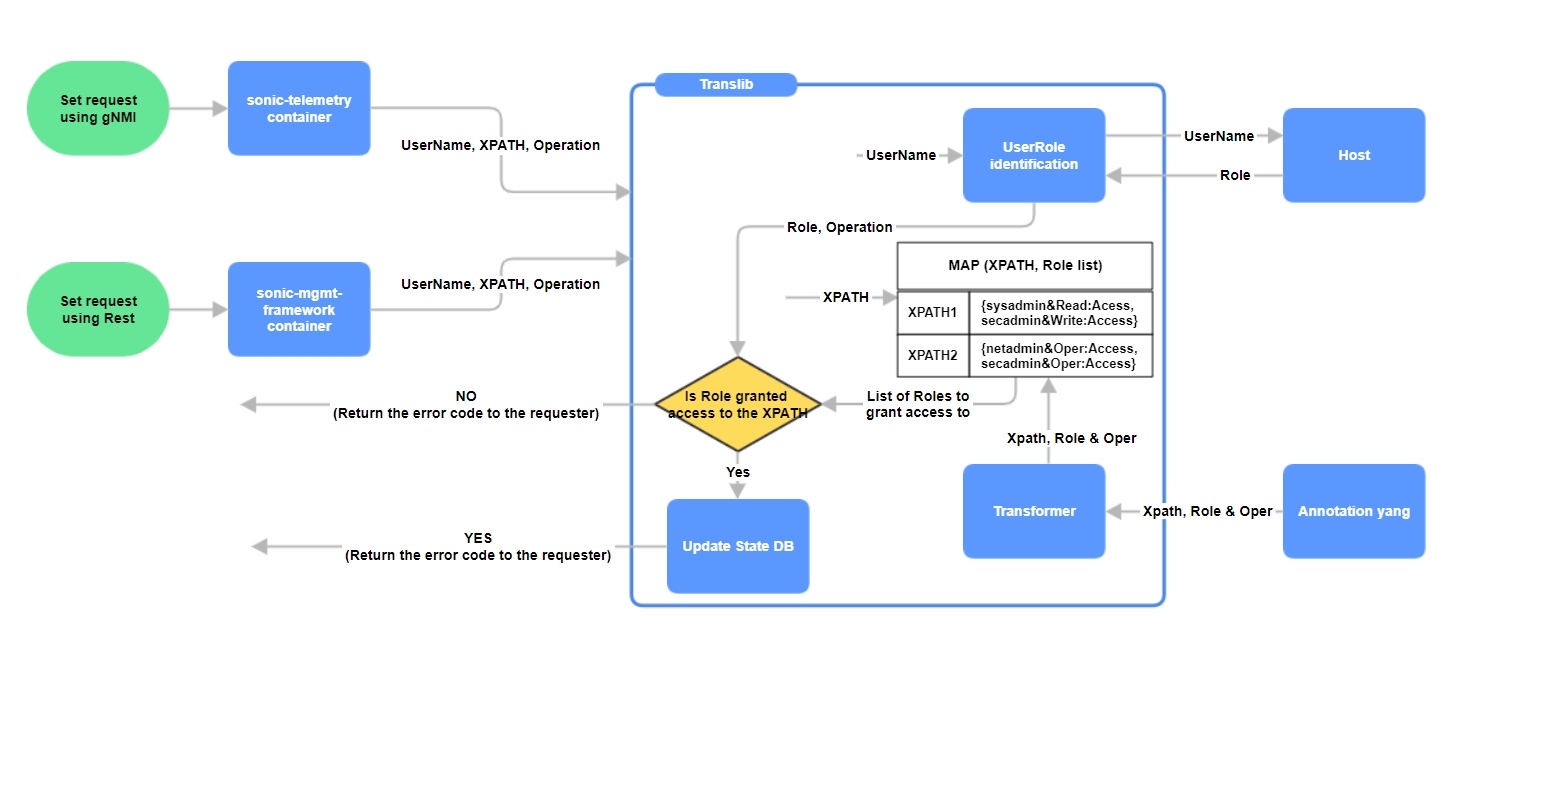 Set request
using gNMI
sonic-telemetry
container
UserName, XPATH, Operation
Translib
UserName
UserRole
identification
UserName
Role
Host
Role, Operation
Set request
using Rest
sonic-mgmt-
framework
container
UserName, XPATH, Operation
MAP (XPATH, Role list)
XPATH
XPATH1
{sysadmin&Read:Acess,
secadmin&Write:Access}
XPATH2
{netadmin&Oper:Access,
secadmin&Oper:Access}
NO
(Return the error code to the requester)
Is Role granted
access to the XPATH
List of Roles to
grant access to
Xpath, Role & Oper
Yes
Transformer
Xpath, Role & Oper
Annotation yang
YES
(Return the error code to the requester)
Update State DB